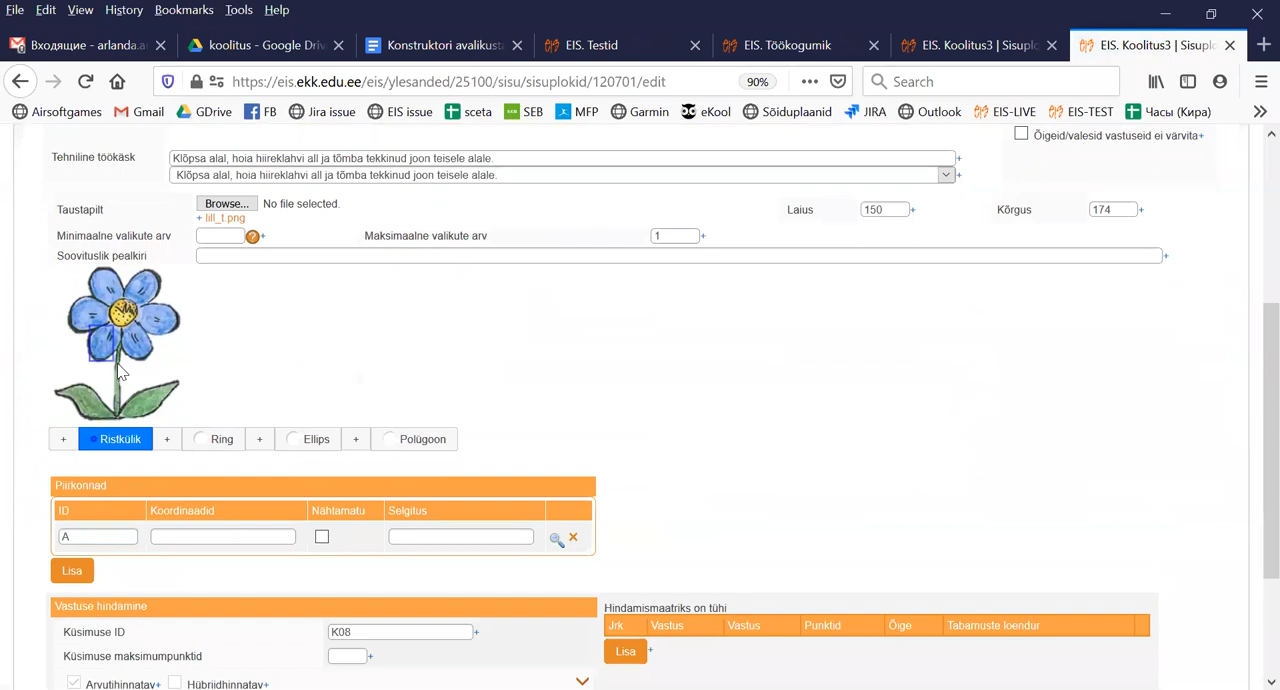 File Edit View History Bookmarks Tools Help
Входящие - arlanda.a koolitus - Google Dri Konstruktori avalikust EIS. Testid EIS. Töökogumik EIS. Koolitus3 | Sisupl EIS. Koolitus3 | Sisuplo
https://eis.ekk.edu.ee/eis/ylesanded/25100/sisu/sisuplokid/120701/edit 90% Search
Airsoftgames Gmail GDrive FB Jira issue EIS issue sceta SEB MFP Garmin eKool Sõiduplaanid JIRA Outlook EIS-LIVE EIS-TEST Часы (Кира)
Õigeid/valesid vastuseid ei värvita+
Tehniline töökäsk Klõpsa alal, hoia hiireklahvi all ja tõmba tekkinud joon teisele alale. +
Klõpsa alal, hoia hiireklahvi all ja tõmba tekkinud joon teisele alale. +
Taustapilt Browse... No file selected. Laius 150 + Kõrgus 174 +
+ lill_t.png
Minimaalne valikute arv ? + Maksimaalne valikute arv 1 +
Soovituslik pealkiri +
+ Ristkülik + Ring + Ellips + Polügoon
Piirkonnad
ID Koordinaadid Nähtamatu Selgitus
A
Lisa
Vastuse hindamine Hindamismaatriks on tühi
Jrk Vastus Vastus Punktid Õige Tabamuste loendur
Küsimuse ID K08 +
Lisa +
Küsimuse maksimumpunktid +
Arvutihinnatav+ Hübriidhinnatav+